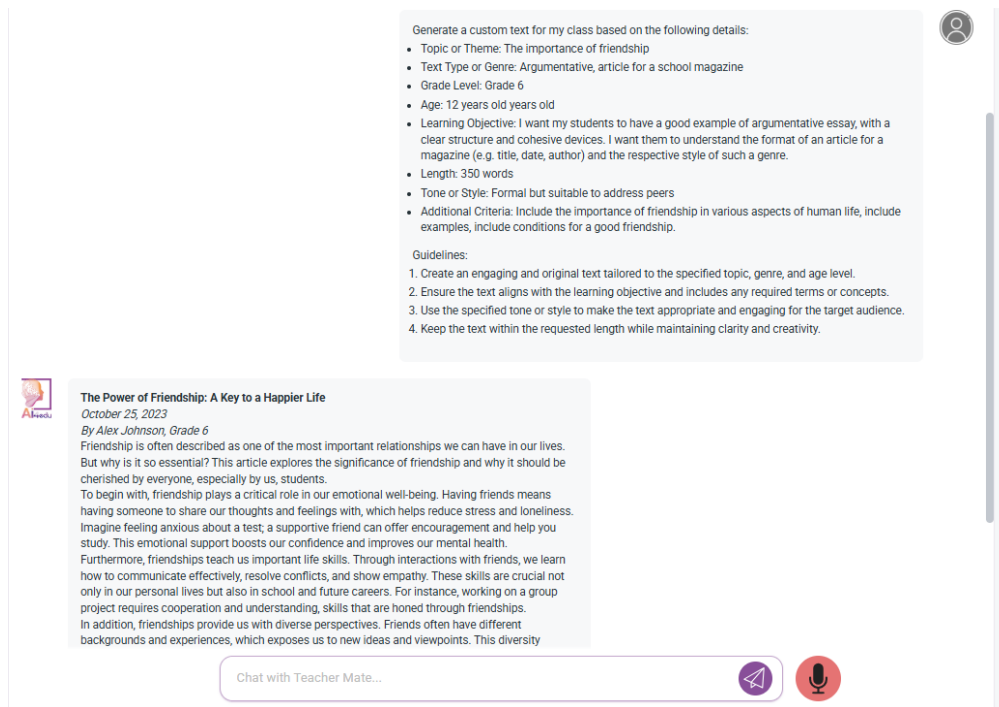 Generate a custom text for my class based on the following details:
• Topic or Theme: The importance of friendship
• Text Type or Genre: Argumentative, article for a school magazine
• Grade Level: Grade 6
• Age: 12 years old years old
• Learning Objective: I want my students to have a good example of argumentative essay, with a
clear structure and cohesive devices. I want them to understand the format of an article for a
magazine (e.g. title, date, author) and the respective style of such a genre.
• Length: 350 words
• Tone or Style: Formal but suitable to address peers
• Additional Criteria: Include the importance of friendship in various aspects of human life, include
examples, include conditions for a good friendship.
Guidelines:
1. Create an engaging and original text tailored to the specified topic, genre, and age level.
2. Ensure the text aligns with the learning objective and includes any required terms or concepts.
3. Use the specified tone or style to make the text appropriate and engaging for the target audience.
4. Keep the text within the requested length while maintaining clarity and creativity.
The Power of Friendship: A Key to a Happier Life
October 25, 2023
By Alex Johnson, Grade 6
Friendship is often described as one of the most important relationships we can have in our lives.
But why is it so essential? This article explores the significance of friendship and why it should be
cherished by everyone, especially by us, students.
To begin with, friendship plays a critical role in our emotional well-being. Having friends means
having someone to share our thoughts and feelings with, which helps reduce stress and loneliness.
Imagine feeling anxious about a test; a supportive friend can offer encouragement and help you
study. This emotional support boosts our confidence and improves our mental health.
Furthermore, friendships teach us important life skills. Through interactions with friends, we learn
how to communicate effectively, resolve conflicts, and show empathy. These skills are crucial not
only in our personal lives but also in school and future careers. For instance, working on a group
project requires cooperation and understanding, skills that are honed through friendships.
In addition, friendships provide us with diverse perspectives. Friends often have different
backgrounds and experiences, which exposes us to new ideas and viewpoints. This diversity
Chat with Teacher Mate...